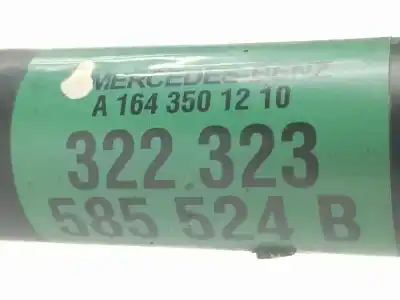 MERCEDES-BENZ
A 164 350 12 10
322 323
585 524 B